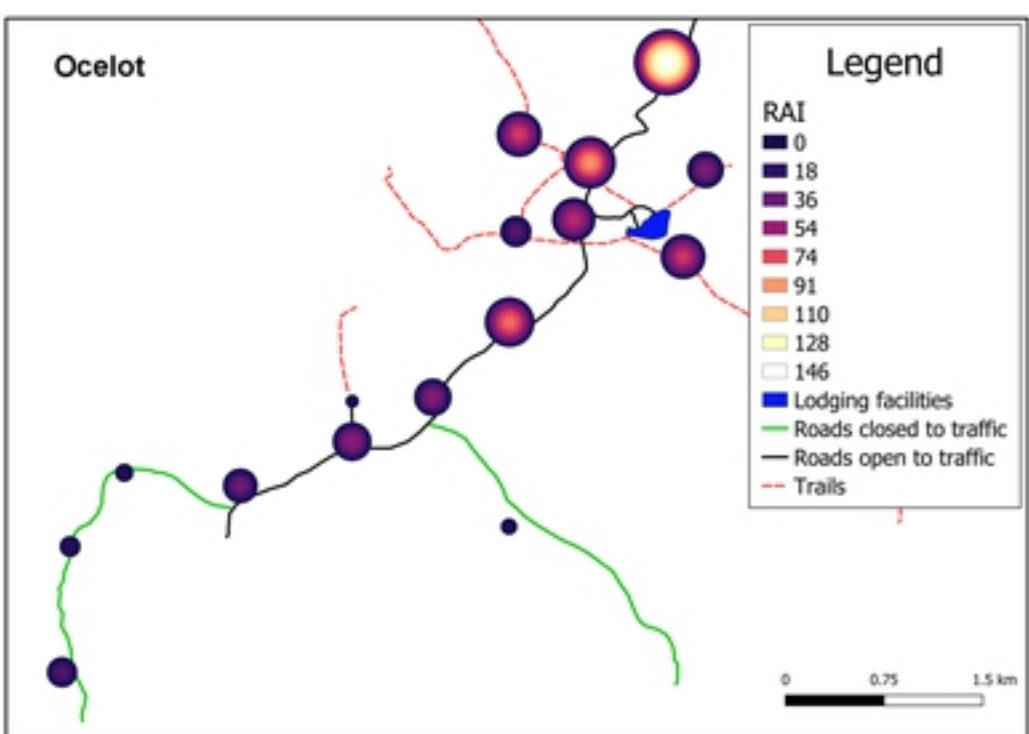 Ocelot
Legend
RAI
0
18
36
54
74
91
110
128
146
Lodging facilities
Roads closed to traffic
Roads open to traffic
Trails
0 0.75 1.5 km